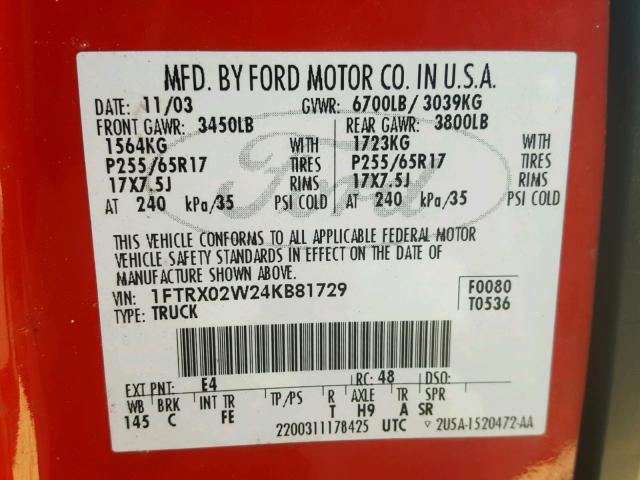 MFD. BY FORD MOTOR CO. IN U.S.A.
DATE: 11/03 GVWR: 6700LB/ 3039KG
FRONT GAWR: 3450LB REAR GAWR: 3800LB
1564KG WITH 1723KG WITH
P255/65R17 TIRES P255/65R17 TIRES
17X7.5J RIMS 17X7.5J RIMS
AT 240 kPa/35 PSI COLD AT 240 kPa/35 PSI COLD
Ford
THIS VEHICLE CONFORMS TO ALL APPLICABLE FEDERAL MOTOR
VEHICLE SAFETY STANDARDS IN EFFECT ON THE DATE OF
MANUFACTURE SHOWN ABOVE.
VIN: 1FTRX02W24KB81729 F0080
TYPE: TRUCK T0536
EXT PNT: E4 RC: 48 DSO:
WB BRK INT TR TP/PS R AXLE TR SPR
145 C FE T H9 A SR
2200311178425 UTC ▽ 2U5A-1520472-AA